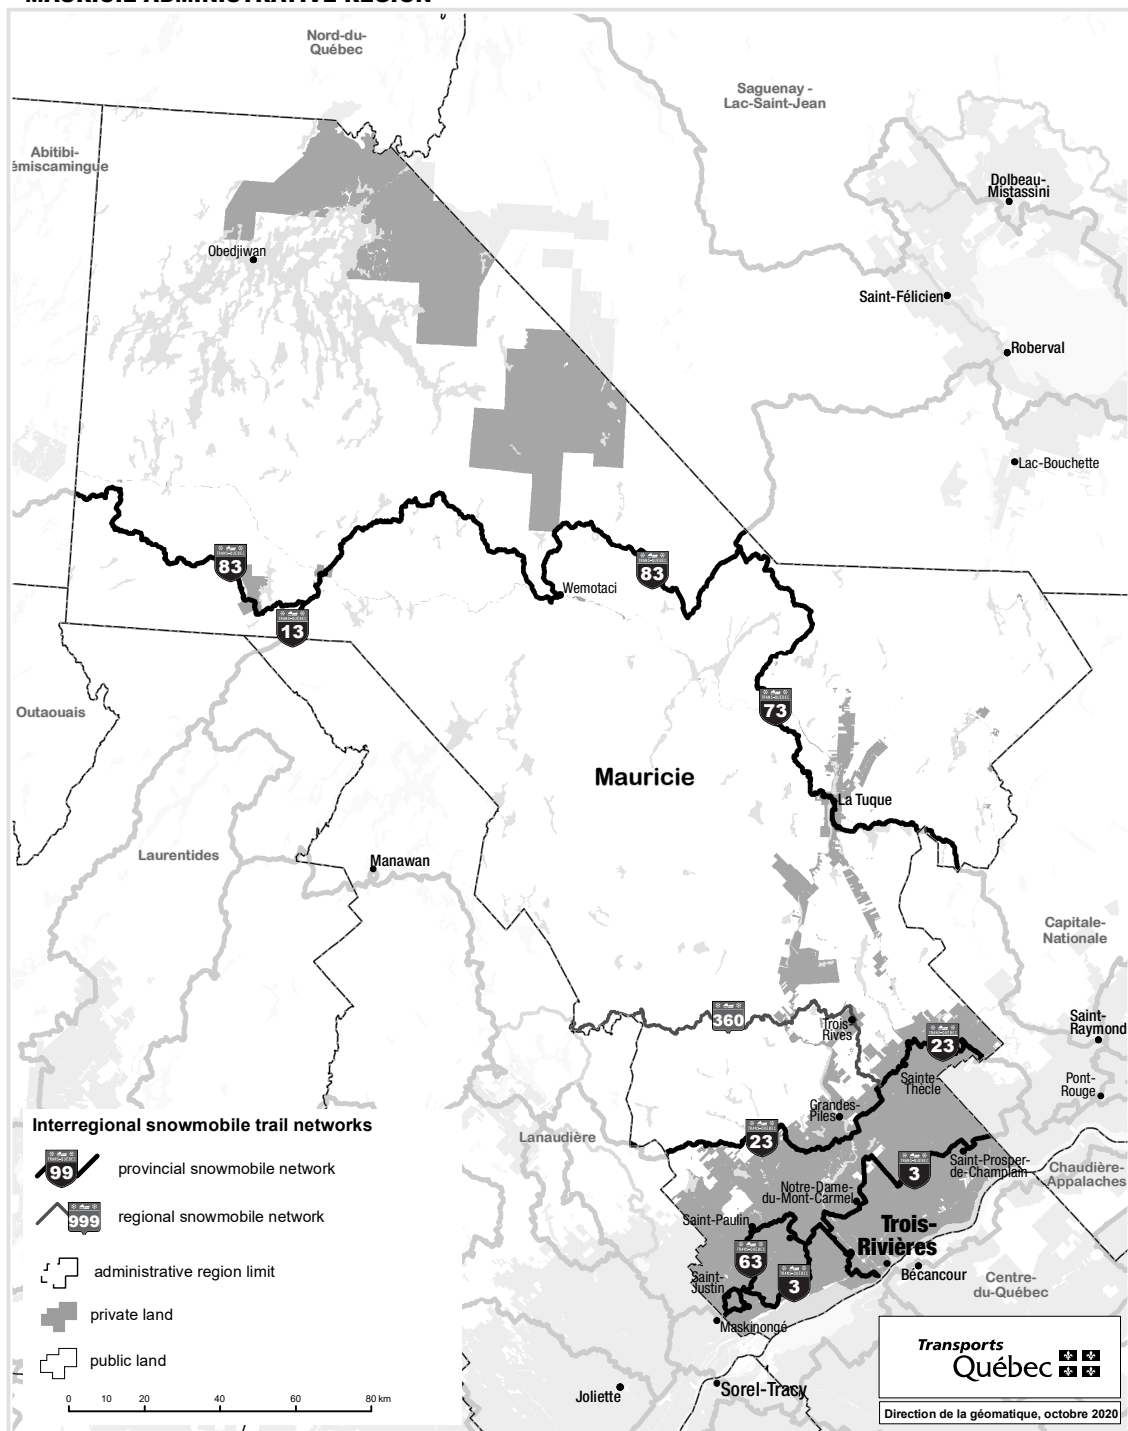 MAURICIE ADMINISTRATIVE REGION
Nord-du-
Québec
Saguenay -
Lac-Saint-Jean
Abitibi-
émiscamingue
Dolbeau-
Mistassini
Obedjiwan
Saint-Félicien
Roberval
Lac-Bouchette
83
83
Wemotaci
13
Outaouais
73
Mauricie
La Tuque
Laurentides
Manawan
Capitale-
Nationale
360
Trois-
Rives
Saint-
Raymond
23
Sainte-
Thècle
Pont-
Rouge
Grandes-
Piles
Lanaudière
23
Saint-Prosper-
de-Champlain
3
Chaudière-
Appalaches
Notre-Dame-
du-Mont-Carmel
Saint-Paulin
Trois-
Rivières
63
Saint-
Justin
3
Bécancour
Centre-
du-Québec
Maskinongé
Joliette
Sorel-Tracy
Interregional snowmobile trail networks
99
provincial snowmobile network
999
regional snowmobile network
administrative region limit
private land
public land
0 10 20 40 60 80 km
Transports
Québec
Direction de la géomatique, octobre 2020